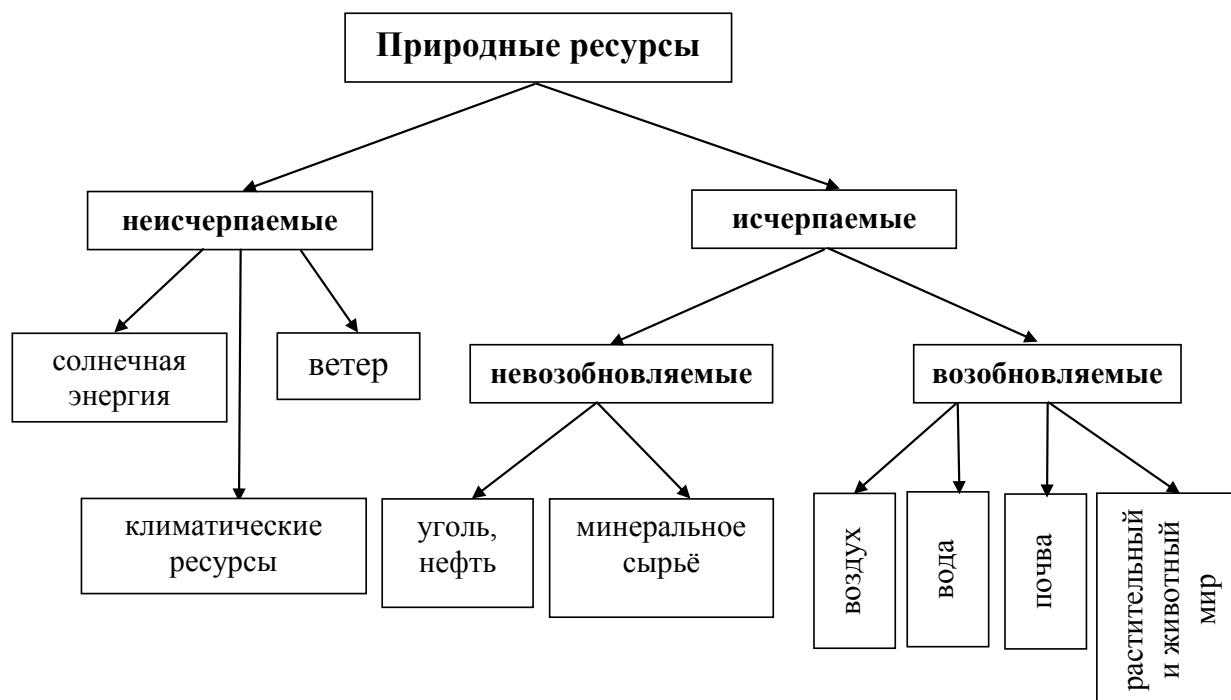 Природные ресурсы
неисчерпаемые
исчерпаемые
солнечная
энергия
ветер
невозобновляемые
возобновляемые
климатические
ресурсы
уголь,
нефть
минеральное
сырьё
воздух
вода
почва
растительный
и животный
мир